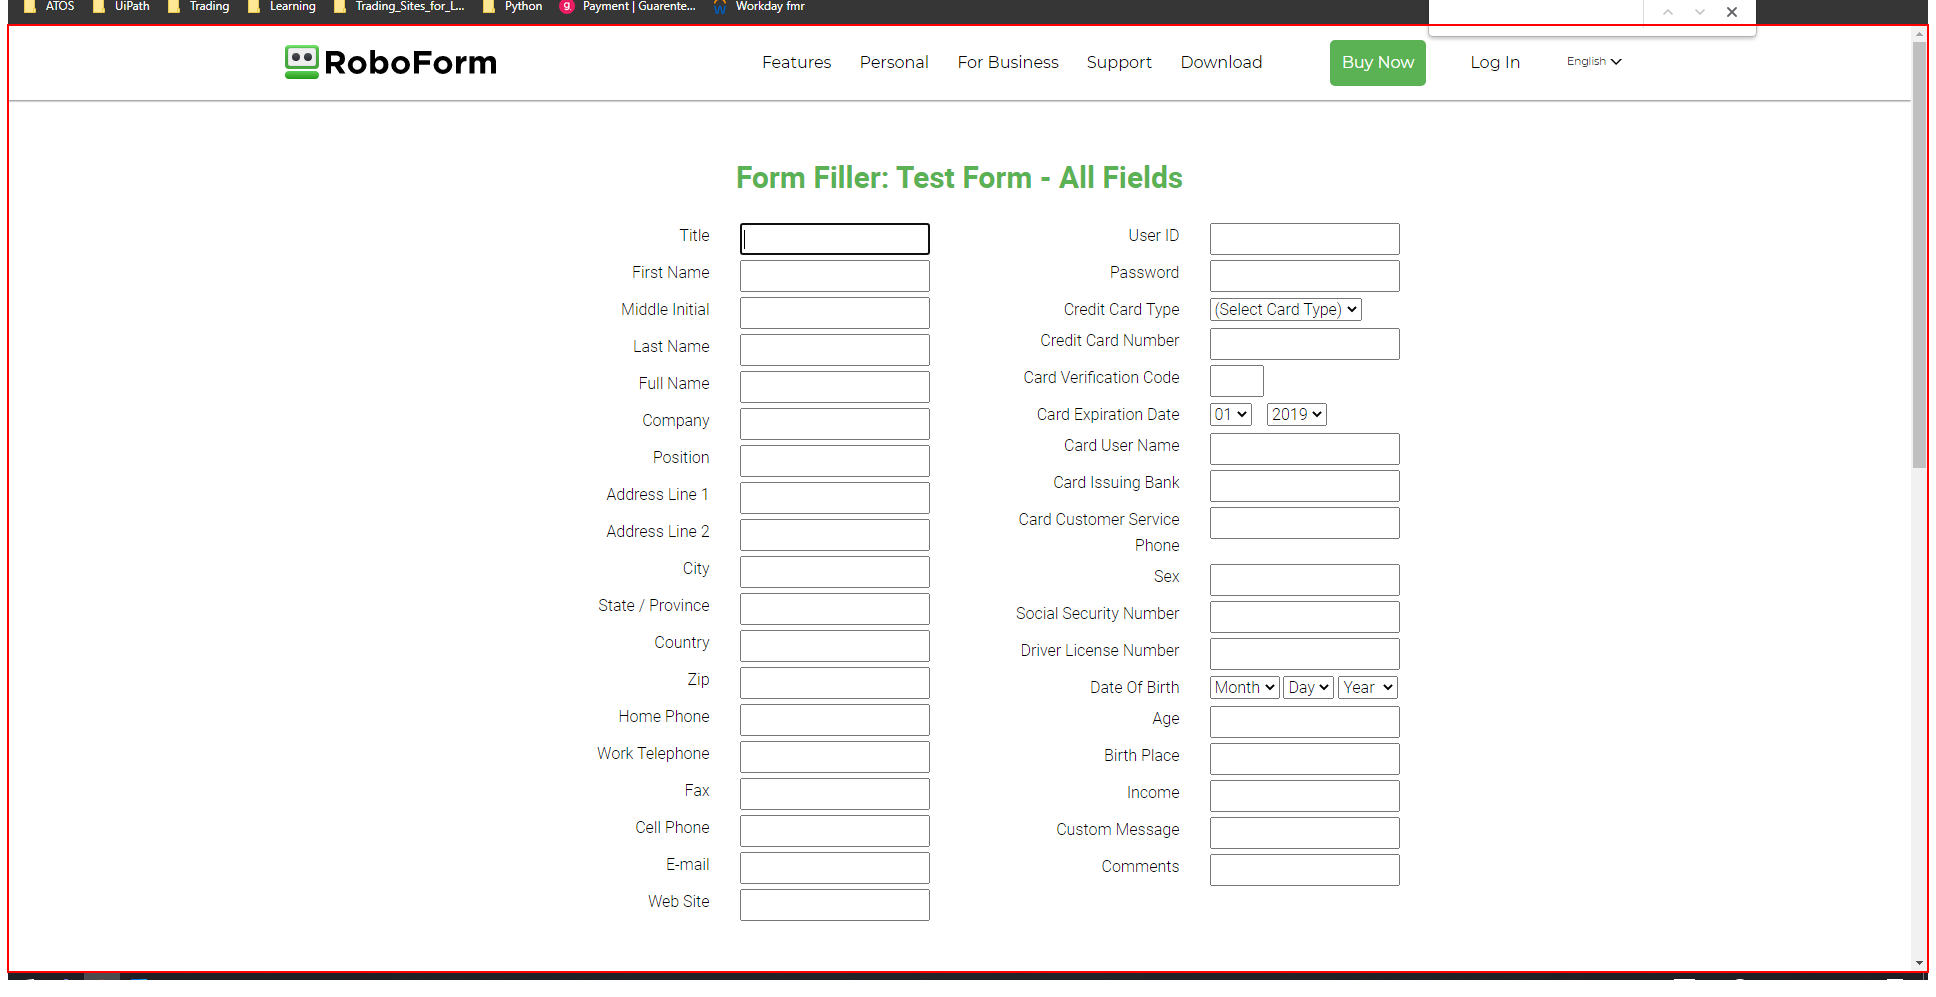 ATOS UiPath Trading Learning Trading_Sites_for_L... Python g Payment | Guarente... Workday fmr
RoboForm Features Personal For Business Support Download Buy Now Log In English
Form Filler: Test Form - All Fields
Title
First Name
Middle Initial
Last Name
Full Name
Company
Position
Address Line 1
Address Line 2
City
State / Province
Country
Zip
Home Phone
Work Telephone
Fax
Cell Phone
E-mail
Web Site
User ID
Password
Credit Card Type (Select Card Type)
Credit Card Number
Card Verification Code
Card Expiration Date 01 2019
Card User Name
Card Issuing Bank
Card Customer Service
Phone
Sex
Social Security Number
Driver License Number
Date Of Birth Month Day Year
Age
Birth Place
Income
Custom Message
Comments